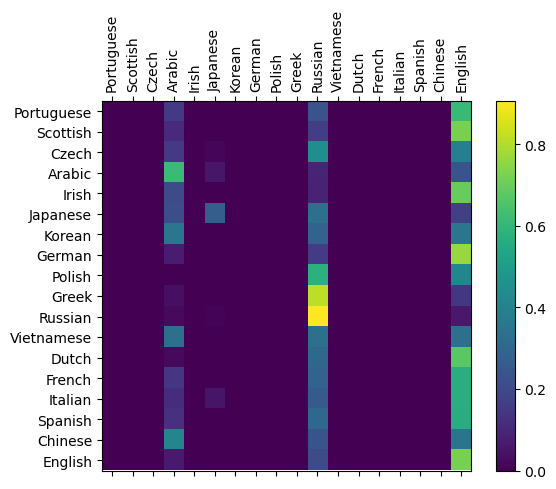 Portuguese Scottish Czech Arabic Irish Japanese Korean German Polish Greek Russian Vietnamese Dutch French Italian Spanish Chinese English
Portuguese
Scottish
Czech
Arabic
Irish
Japanese
Korean
German
Polish
Greek
Russian
Vietnamese
Dutch
French
Italian
Spanish
Chinese
English
0.8
0.6
0.4
0.2
0.0